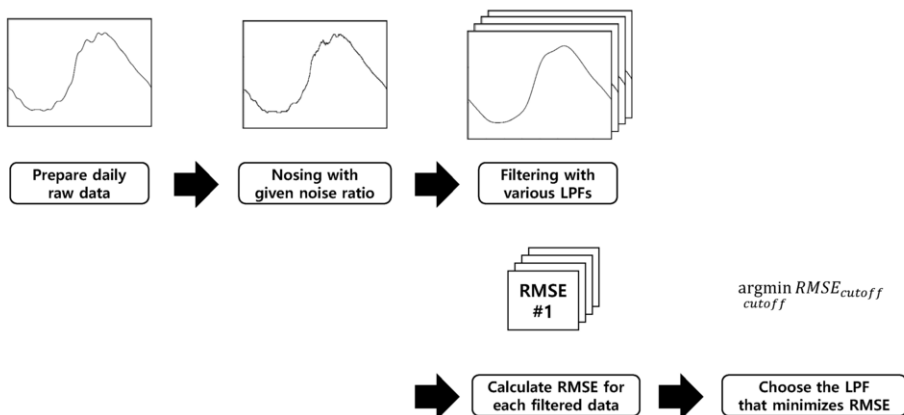 Prepare daily
raw data
Nosing with
given noise ratio
Filtering with
various LPFs
RMSE
#1
argmin RMSE_cutoff
cutoff
Calculate RMSE for
each filtered data
Choose the LPF
that minimizes RMSE